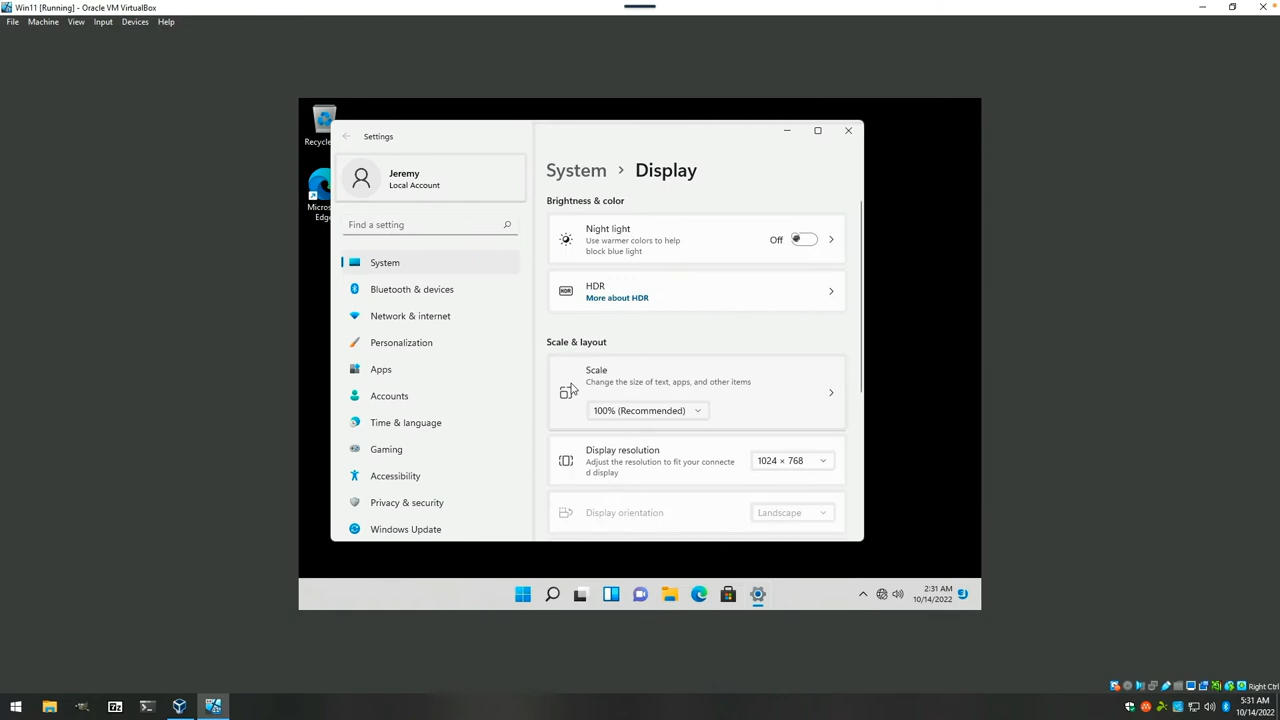 Win11 [Running] - Oracle VM VirtualBox
File Machine View Input Devices Help
Recycle
Micros
Edge
Settings
Jeremy
Local Account
Find a setting
System
Bluetooth & devices
Network & internet
Personalization
Apps
Accounts
Time & language
Gaming
Accessibility
Privacy & security
Windows Update
System › Display
Brightness & color
Night light
Use warmer colors to help
block blue light
Off
HDR
HDR
More about HDR
Scale & layout
Scale
Change the size of text, apps, and other items
100% (Recommended)
Display resolution
Adjust the resolution to fit your connecte
d display
1024 × 768
Display orientation
Landscape
2:31 AM
10/14/2022
3
Right Ctrl
5:31 AM
10/14/2022